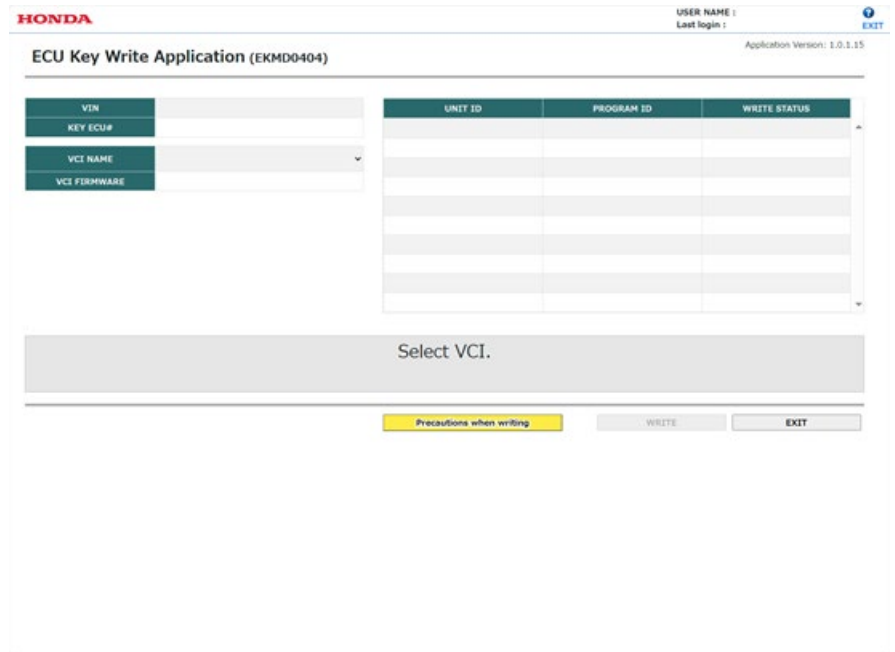 HONDA
USER NAME :
Last login :
EXIT
Application Version: 1.0.1.15
ECU Key Write Application (EKMD0404)
VIN
KEY ECU#
VCI NAME
VCI FIRMWARE
UNIT ID PROGRAM ID WRITE STATUS
Select VCI.
Precautions when writing WRITE EXIT